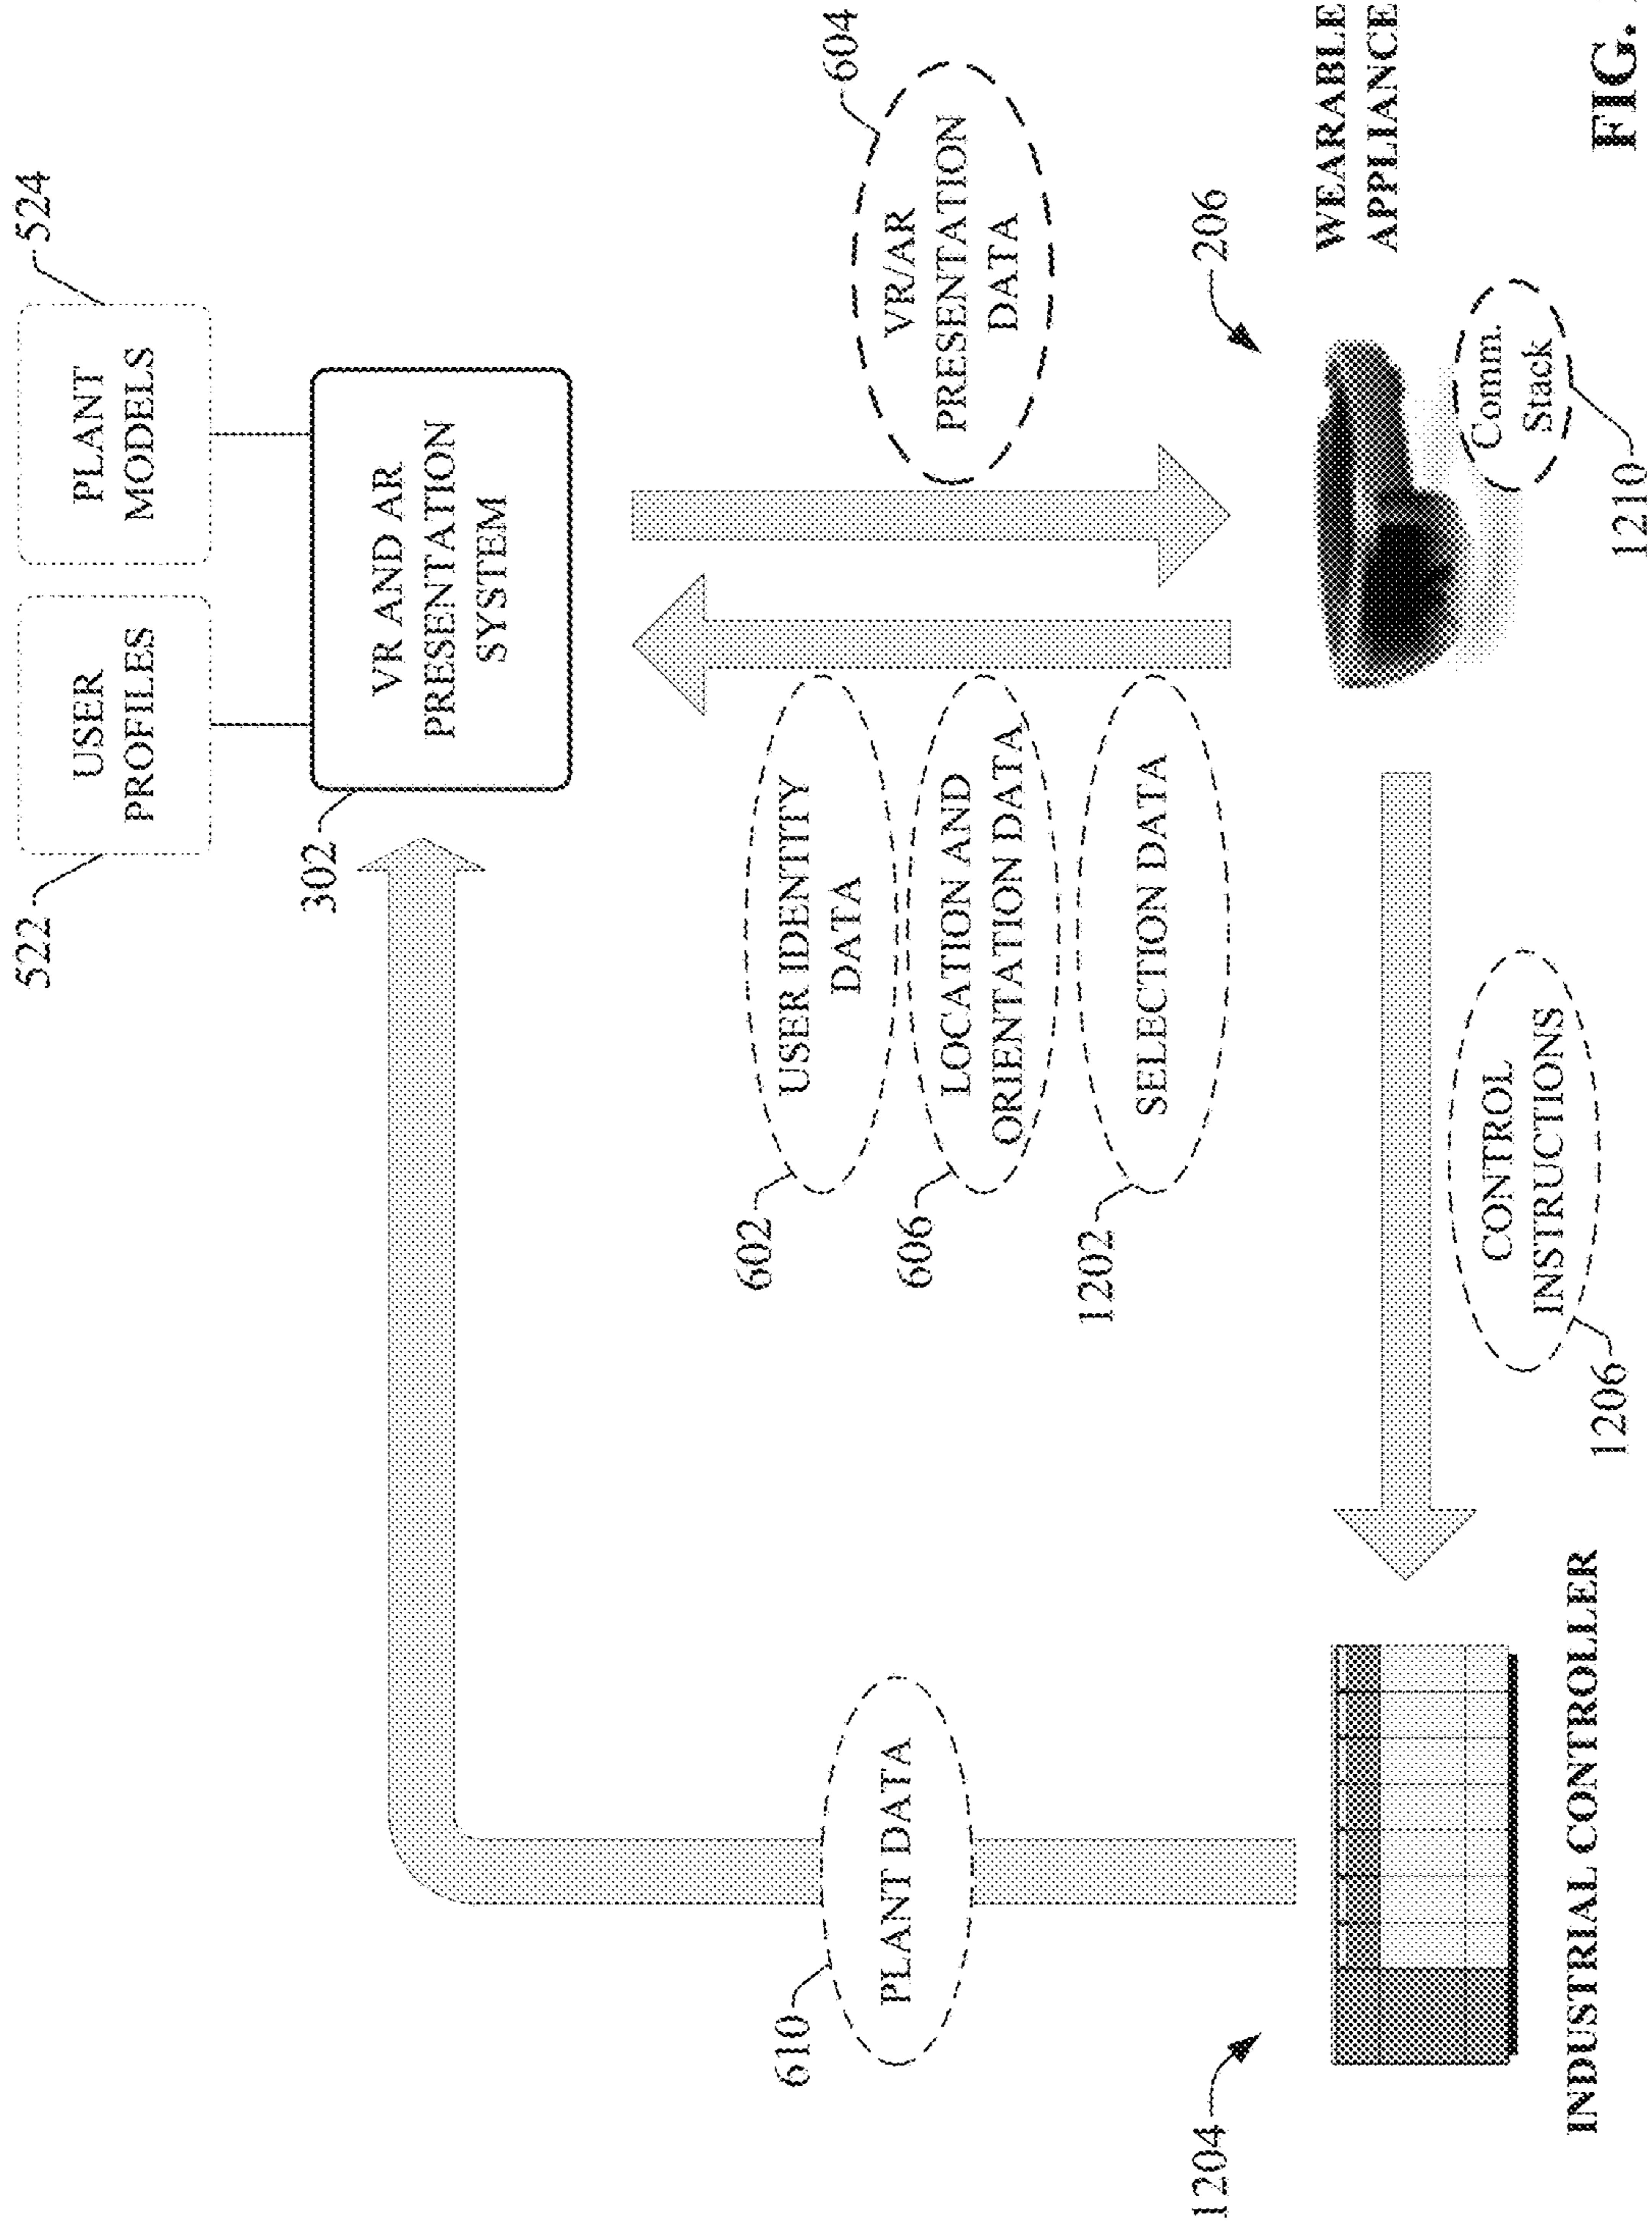 522
USER
PROFILES
PLANT
MODELS
524
302
VR AND AR
PRESENTATION
SYSTEM
610
PLANT DATA
602
USER IDENTITY
DATA
606
LOCATION AND
ORIENTATION DATA
1202
SELECTION DATA
604
VR/AR
PRESENTATION
DATA
1204
INDUSTRIAL CONTROLLER
1206
CONTROL
INSTRUCTIONS
206
WEARABLE
APPLIANCE
1210
Comm.
Stack
FIG.